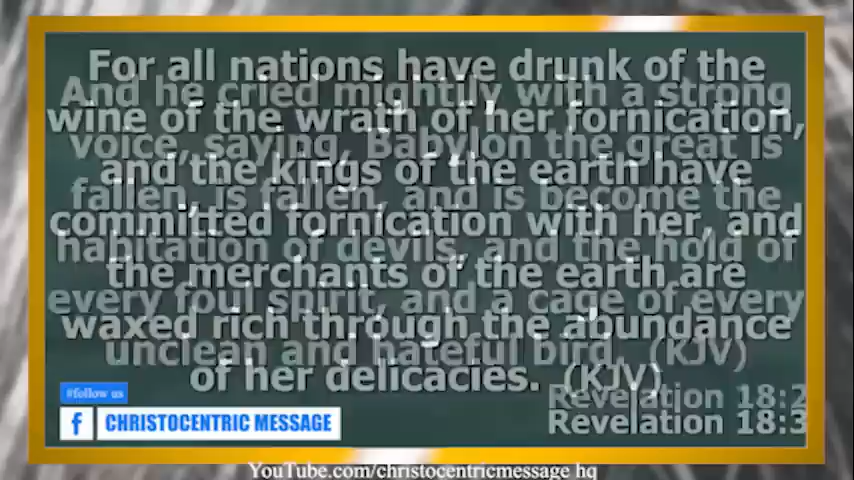 For all nations have drunk of the
And he cried mightily with a strong
wine of the wrath of her fornication,
voice, saying, Babylon the great is
and the kings of the earth have
fallen, is fallen, and is become the
committed fornication with her, and
habitation of devils, and the hold of
the merchants of the earth are
every foul spirit, and a cage of every
waxed rich through the abundance
unclean and hateful bird. (KJV)
of her delicacies. (KJV)
Revelation 18:2
Revelation 18:3
#follow us
f CHRISTOCENTRIC MESSAGE
YouTube.com/christocentricmessage hq